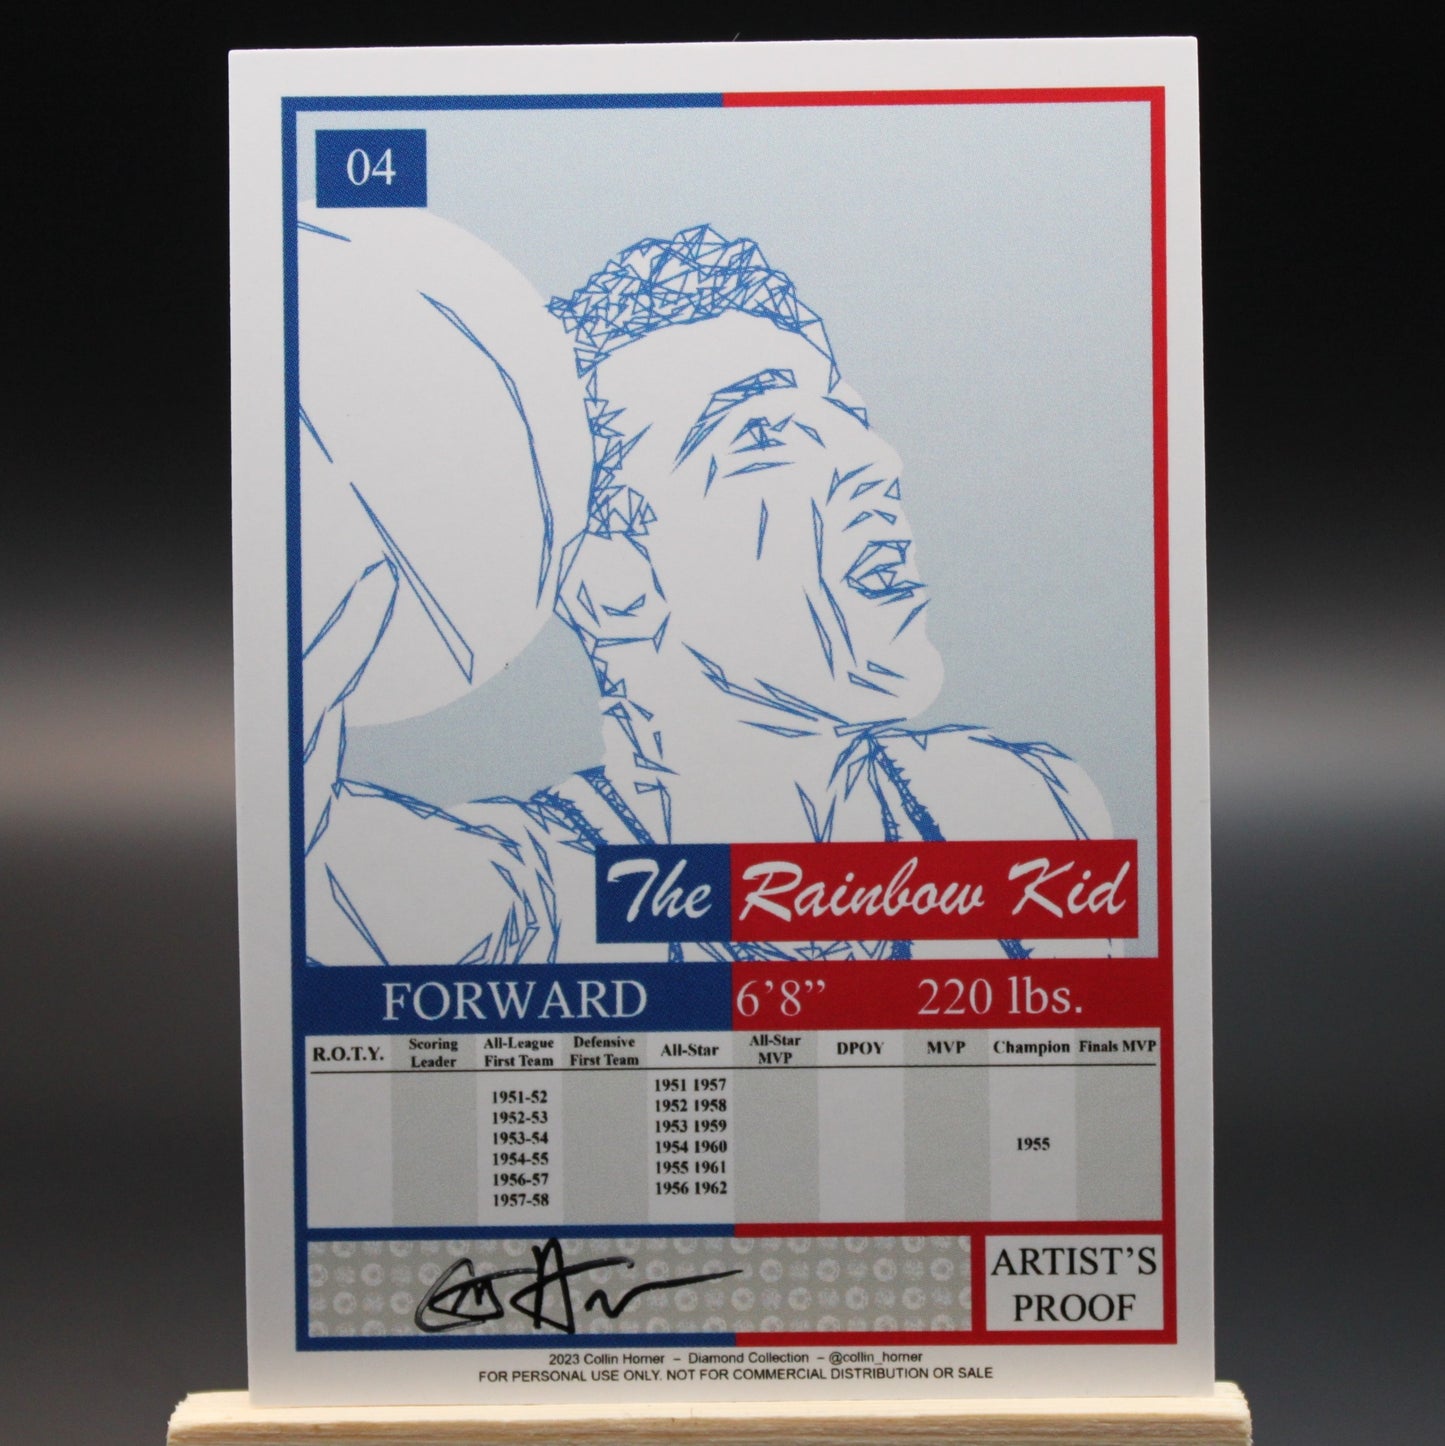 04
The Rainbow Kid
FORWARD 6’8” 220 lbs.
R.O.T.Y. Scoring Leader All-League First Team Defensive First Team All-Star All-Star MVP DPOY MVP Champion Finals MVP
1951-52
1952-53
1953-54
1954-55
1956-57
1957-58
1951 1957
1952 1958
1953 1959
1954 1960
1955 1961
1956 1962
1955
ARTIST’S
PROOF
2023 Collin Horner – Diamond Collection – @collin_horner
FOR PERSONAL USE ONLY. NOT FOR COMMERCIAL DISTRIBUTION OR SALE